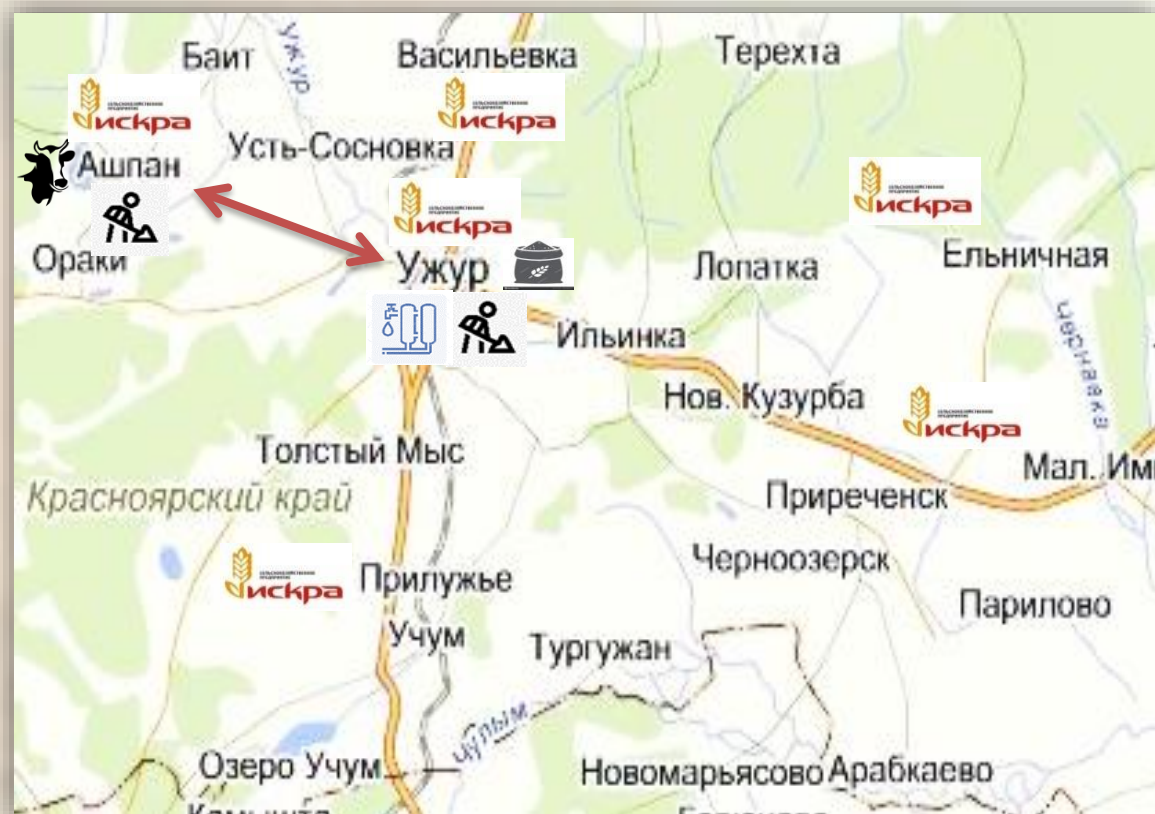 Баит
Ужур
Васильевка
Терехта
искра
искра
Усть-Сосновка
Ашпан
искра
искра
Ораки
Ужур
Лопатка
Ельничная
Ильинка
Нов. Кузурба
искра
Толстый Мыс
Мал. Им
Красноярский край
Приреченск
Черноозерск
искра
Прилужье
Парилово
Учум
Тургужан
Чулым
Озеро Учум
Новомарьясово
Арабкаево